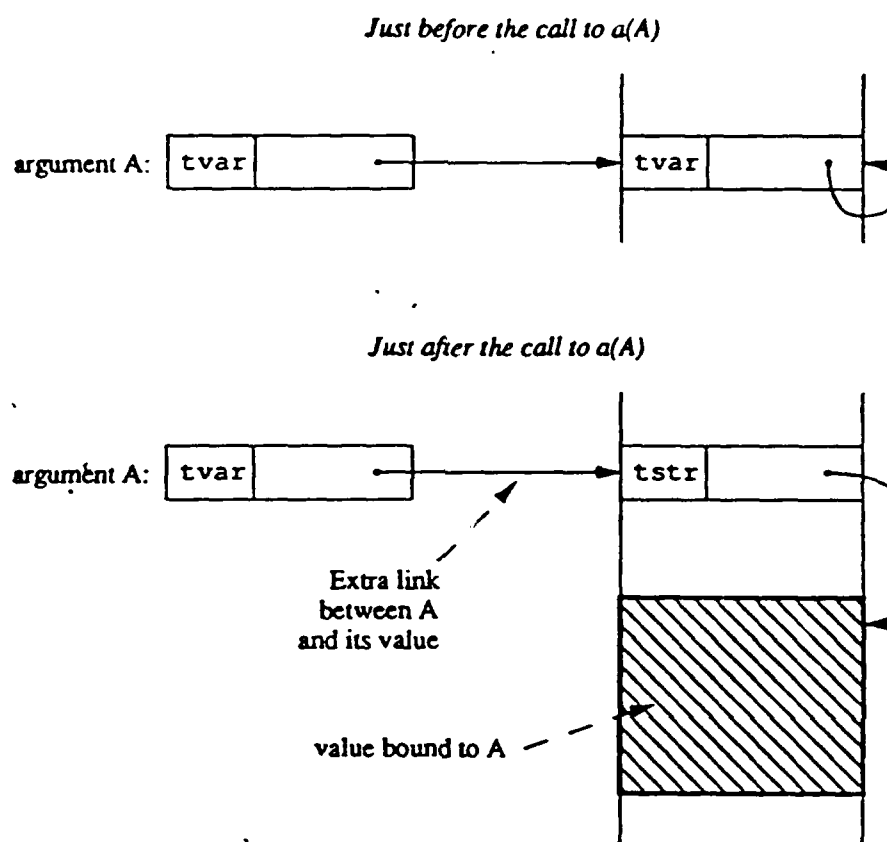 Just before the call to a(A)
argument A: tvar tvar
Just after the call to a(A)
argument A: tvar tstr
Extra link
between A
and its value
value bound to A